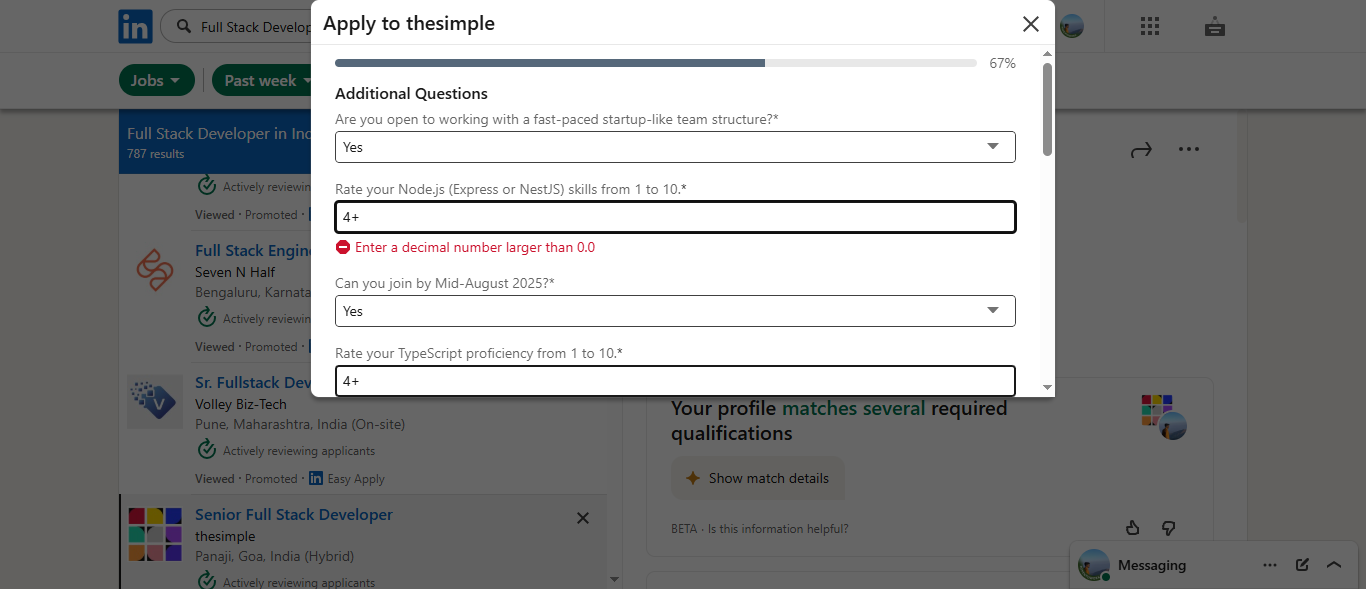 in
Full Stack Develop
Apply to thesimple
Jobs
Past week
67%
Additional Questions
Are you open to working with a fast-paced startup-like team structure?*
Yes
Rate your Node.js (Express or NestJS) skills from 1 to 10.*
4+
Enter a decimal number larger than 0.0
Can you join by Mid-August 2025?*
Yes
Rate your TypeScript proficiency from 1 to 10.*
4+
Full Stack Developer in Inc
787 results
Actively reviewin
Viewed · Promoted ·
Full Stack Engine
Seven N Half
Bengaluru, Karnata
Actively reviewin
Viewed · Promoted ·
Sr. Fullstack Dev
Volley Biz-Tech
Pune, Maharashtra, India (On-site)
Actively reviewing applicants
Viewed · Promoted · in Easy Apply
Senior Full Stack Developer
thesimple
Panaji, Goa, India (Hybrid)
Actively reviewing applicants
Your profile matches several required
qualifications
Show match details
BETA · Is this information helpful?
Messaging